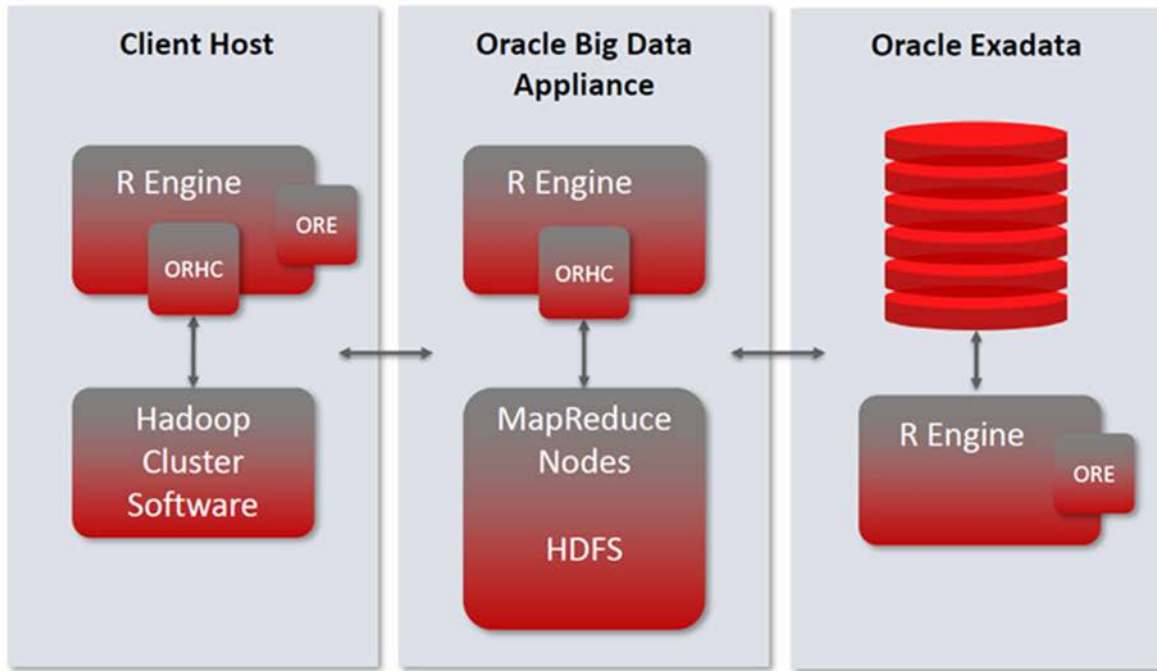 Client Host
R Engine
ORE
ORHC
Hadoop
Cluster
Software
Oracle Big Data
Appliance
R Engine
ORHC
MapReduce
Nodes
HDFS
Oracle Exadata
R Engine
ORE